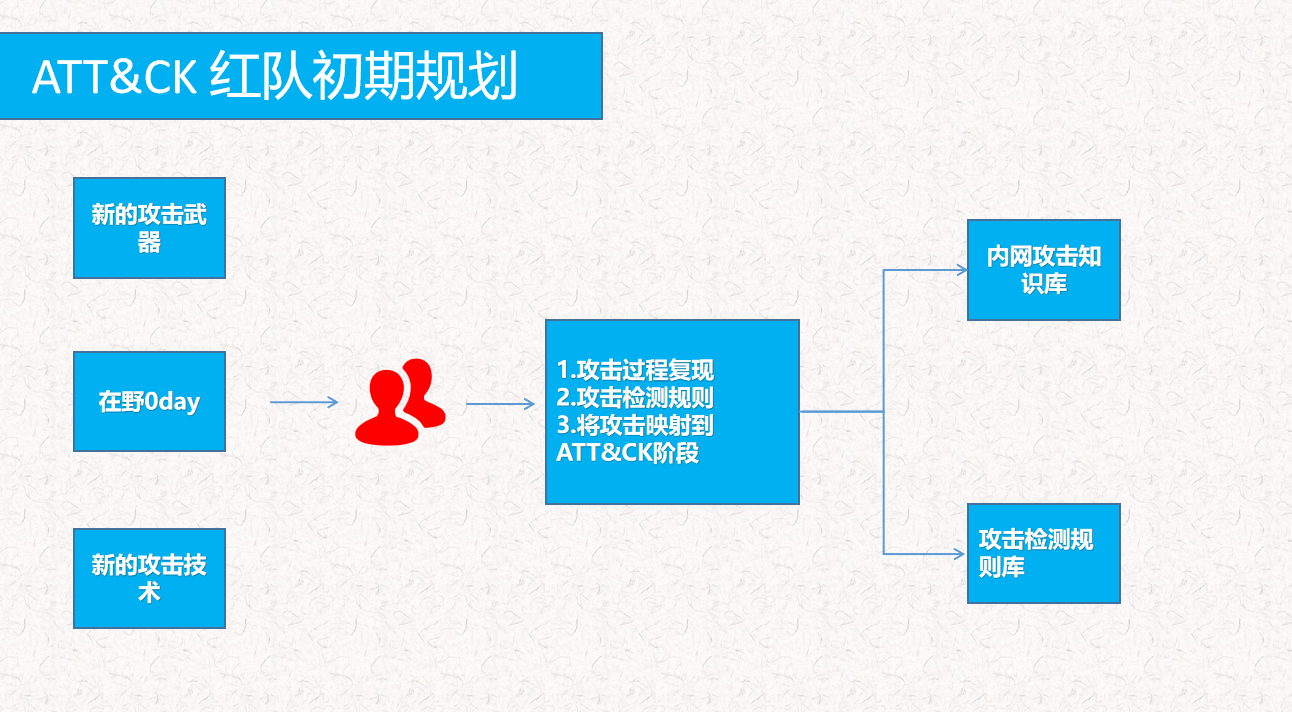 ATT&CK 红队初期规划
新的攻击武
器
在野0day
新的攻击技
术
1.攻击过程复现
2.攻击检测规则
3.将攻击映射到
ATT&CK阶段
内网攻击知
识库
攻击检测规
则库